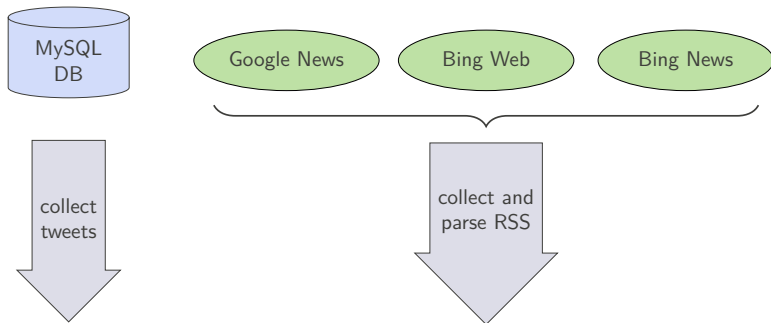 MySQL
DB
Google News
Bing Web
Bing News
collect
tweets
collect and
parse RSS